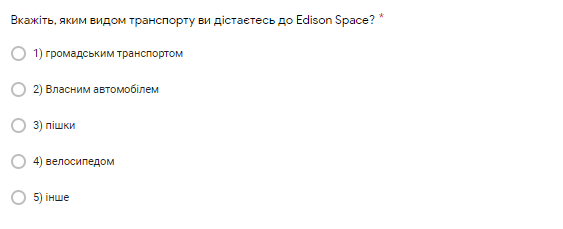 Вкажіть, яким видом транспорту ви дістаєтесь до Edison Space? *
1) громадським транспортом
2) Власним автомобілем
3) пішки
4) велосипедом
5) інше